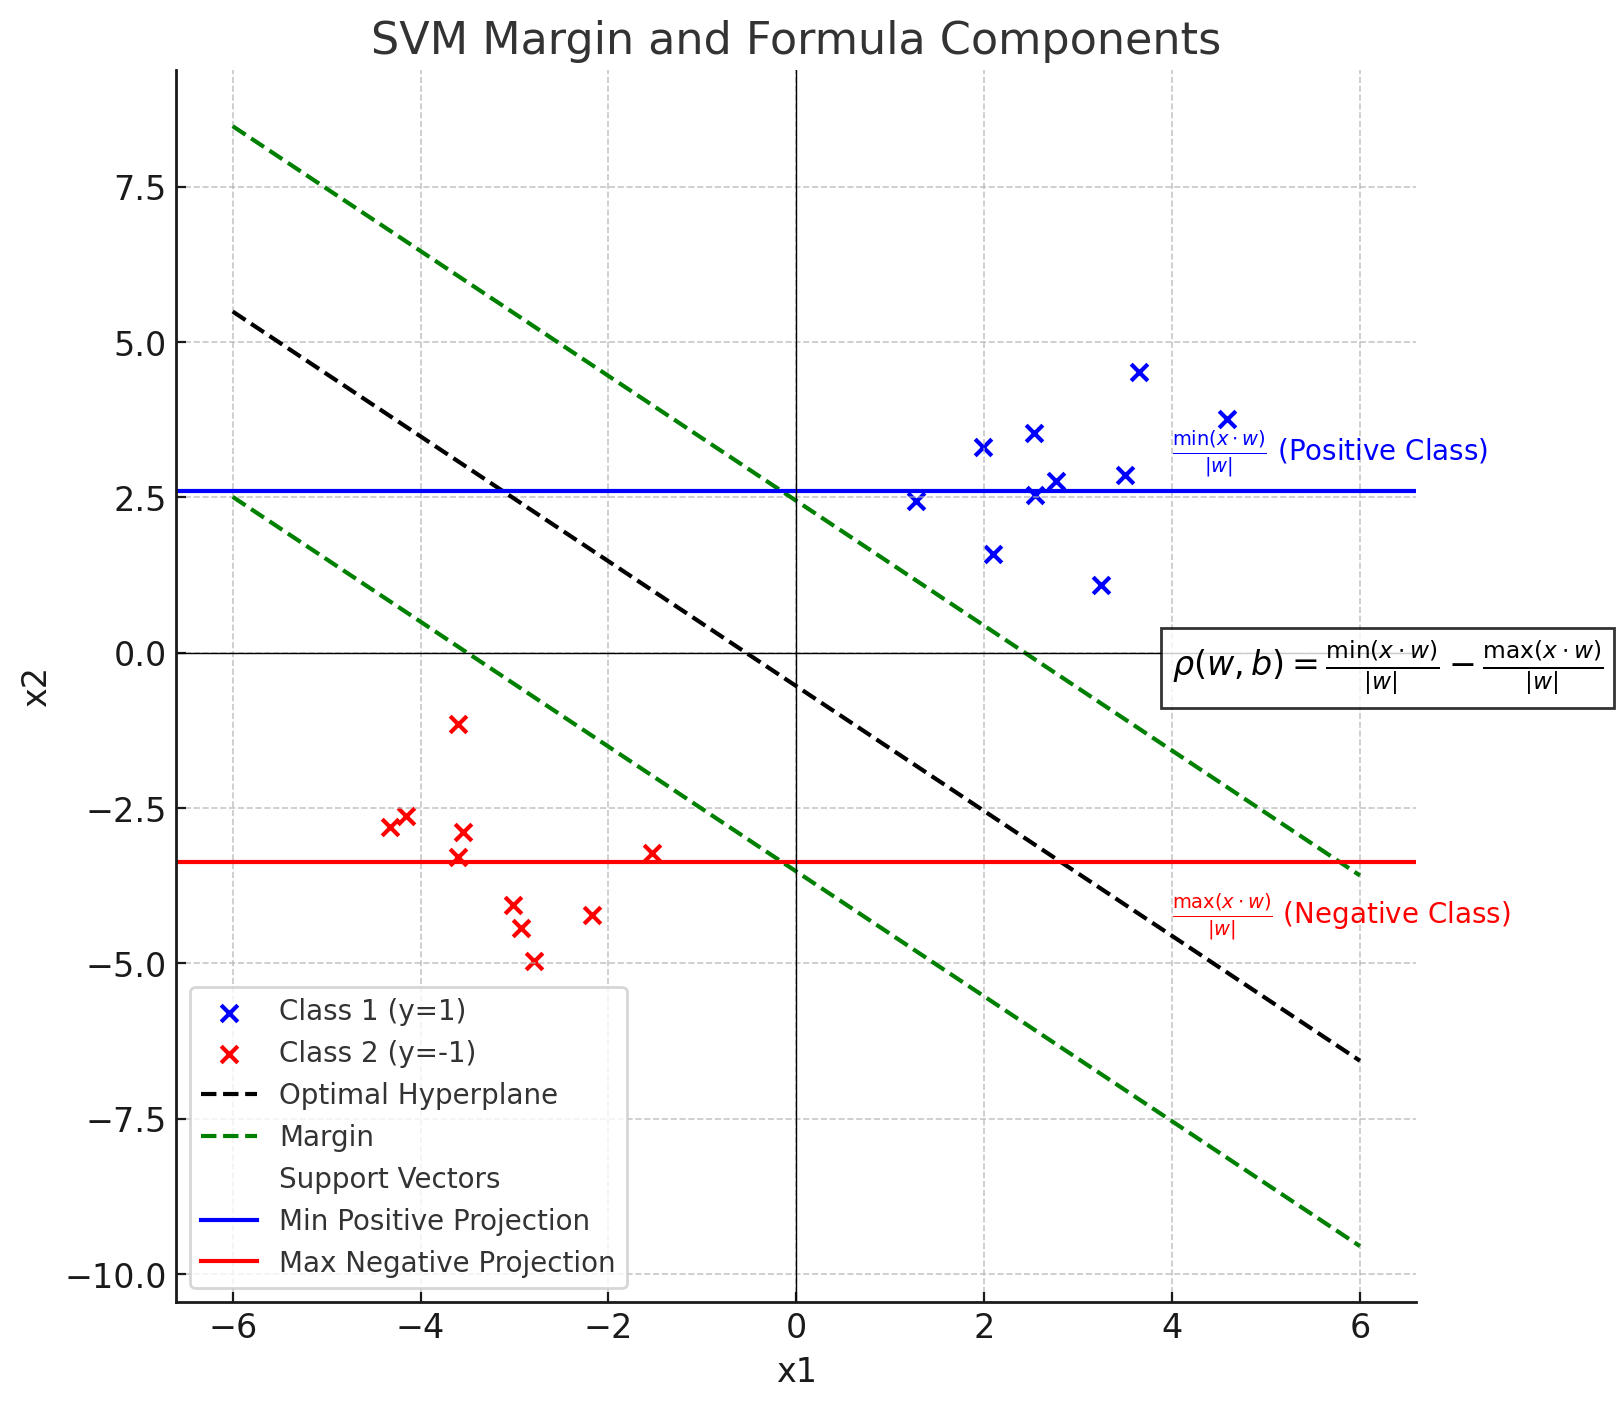 SVM Margin and Formula Components
7.5
5.0
2.5
0.0
−2.5
−5.0
−7.5
−10.0
x2
min(x · w)/|w| (Positive Class)
ρ(w, b) = min(x · w)/|w| − max(x · w)/|w|
max(x · w)/|w| (Negative Class)
Class 1 (y=1)
Class 2 (y=-1)
Optimal Hyperplane
Margin
Support Vectors
Min Positive Projection
Max Negative Projection
−6 −4 −2 0 2 4 6
x1